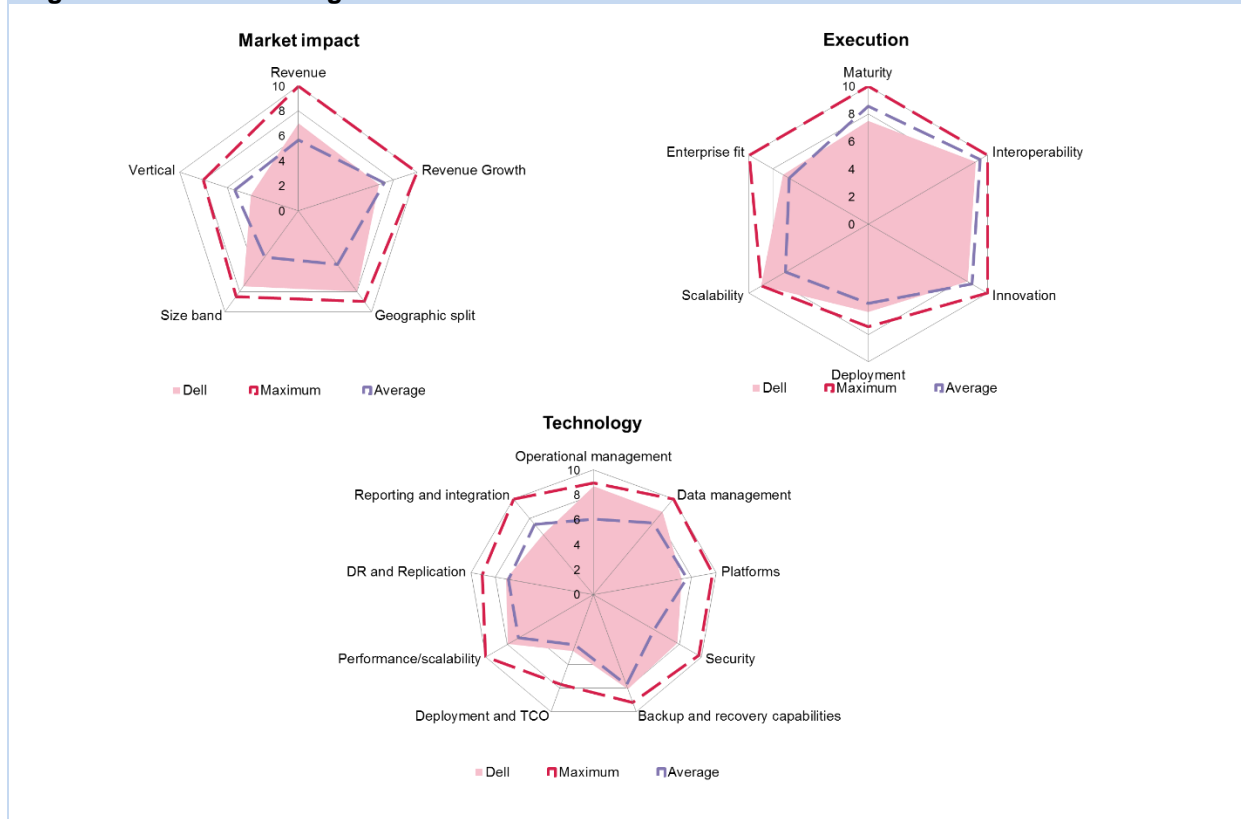 Market impact
Revenue
10
8
6
4
2
0
Revenue Growth
Geographic split
Size band
Vertical
Dell
Maximum
Average
Execution
Maturity
10
8
6
4
2
0
Interoperability
Innovation
Deployment
Scalability
Enterprise fit
Dell
Maximum
Average
Technology
Operational management
10
8
6
4
2
0
Data management
Platforms
Security
Backup and recovery capabilities
Deployment and TCO
Performance/scalability
DR and Replication
Reporting and integration
Dell
Maximum
Average